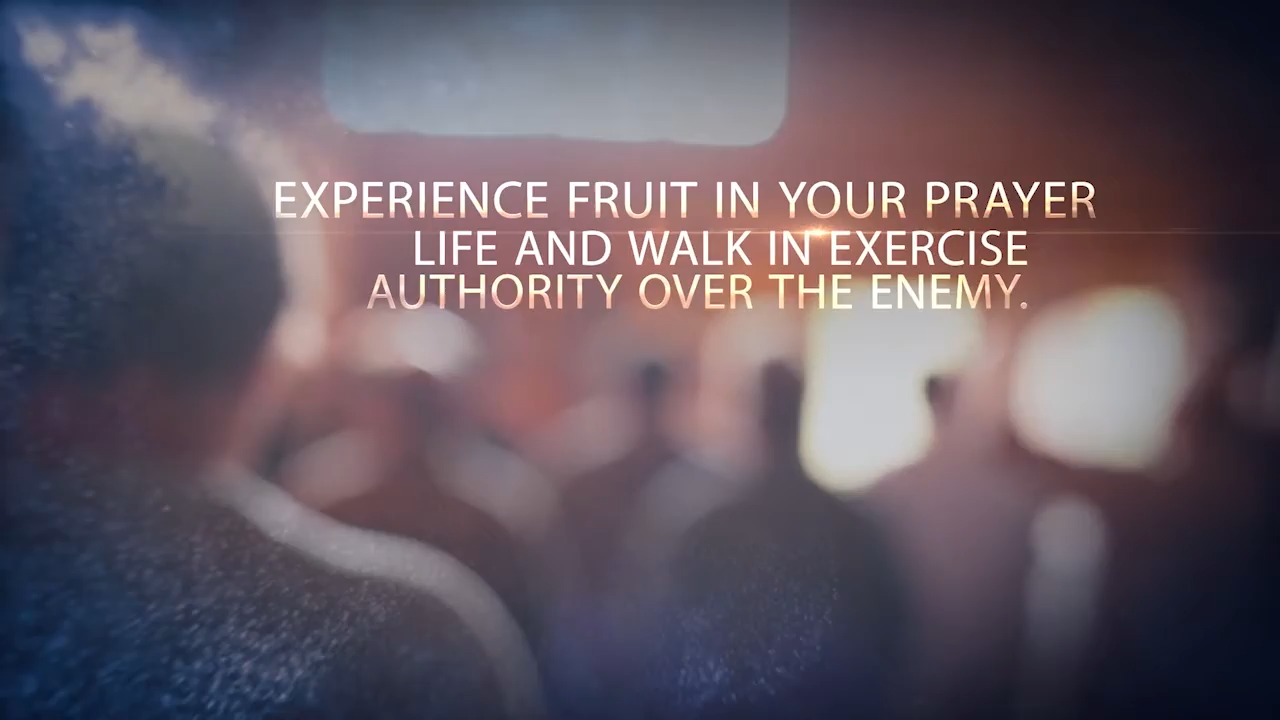 EXPERIENCE FRUIT IN YOUR PRAYER
LIFE AND WALK IN EXERCISE
AUTHORITY OVER THE ENEMY.